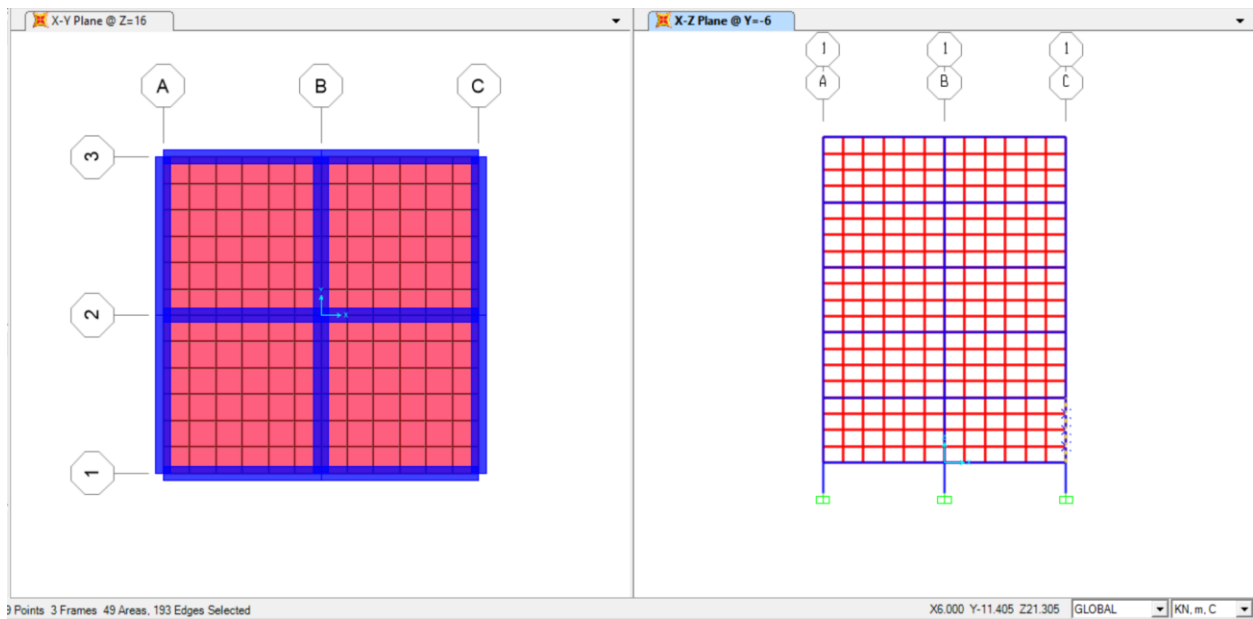 X-Y Plane @ Z=16
A B C
3
2
1
Y
X
X-Z Plane @ Y=-6
1 1 1
A B C
9 Points 3 Frames 49 Areas, 193 Edges Selected
X6.000 Y-11.405 Z21.305 GLOBAL KN, m, C